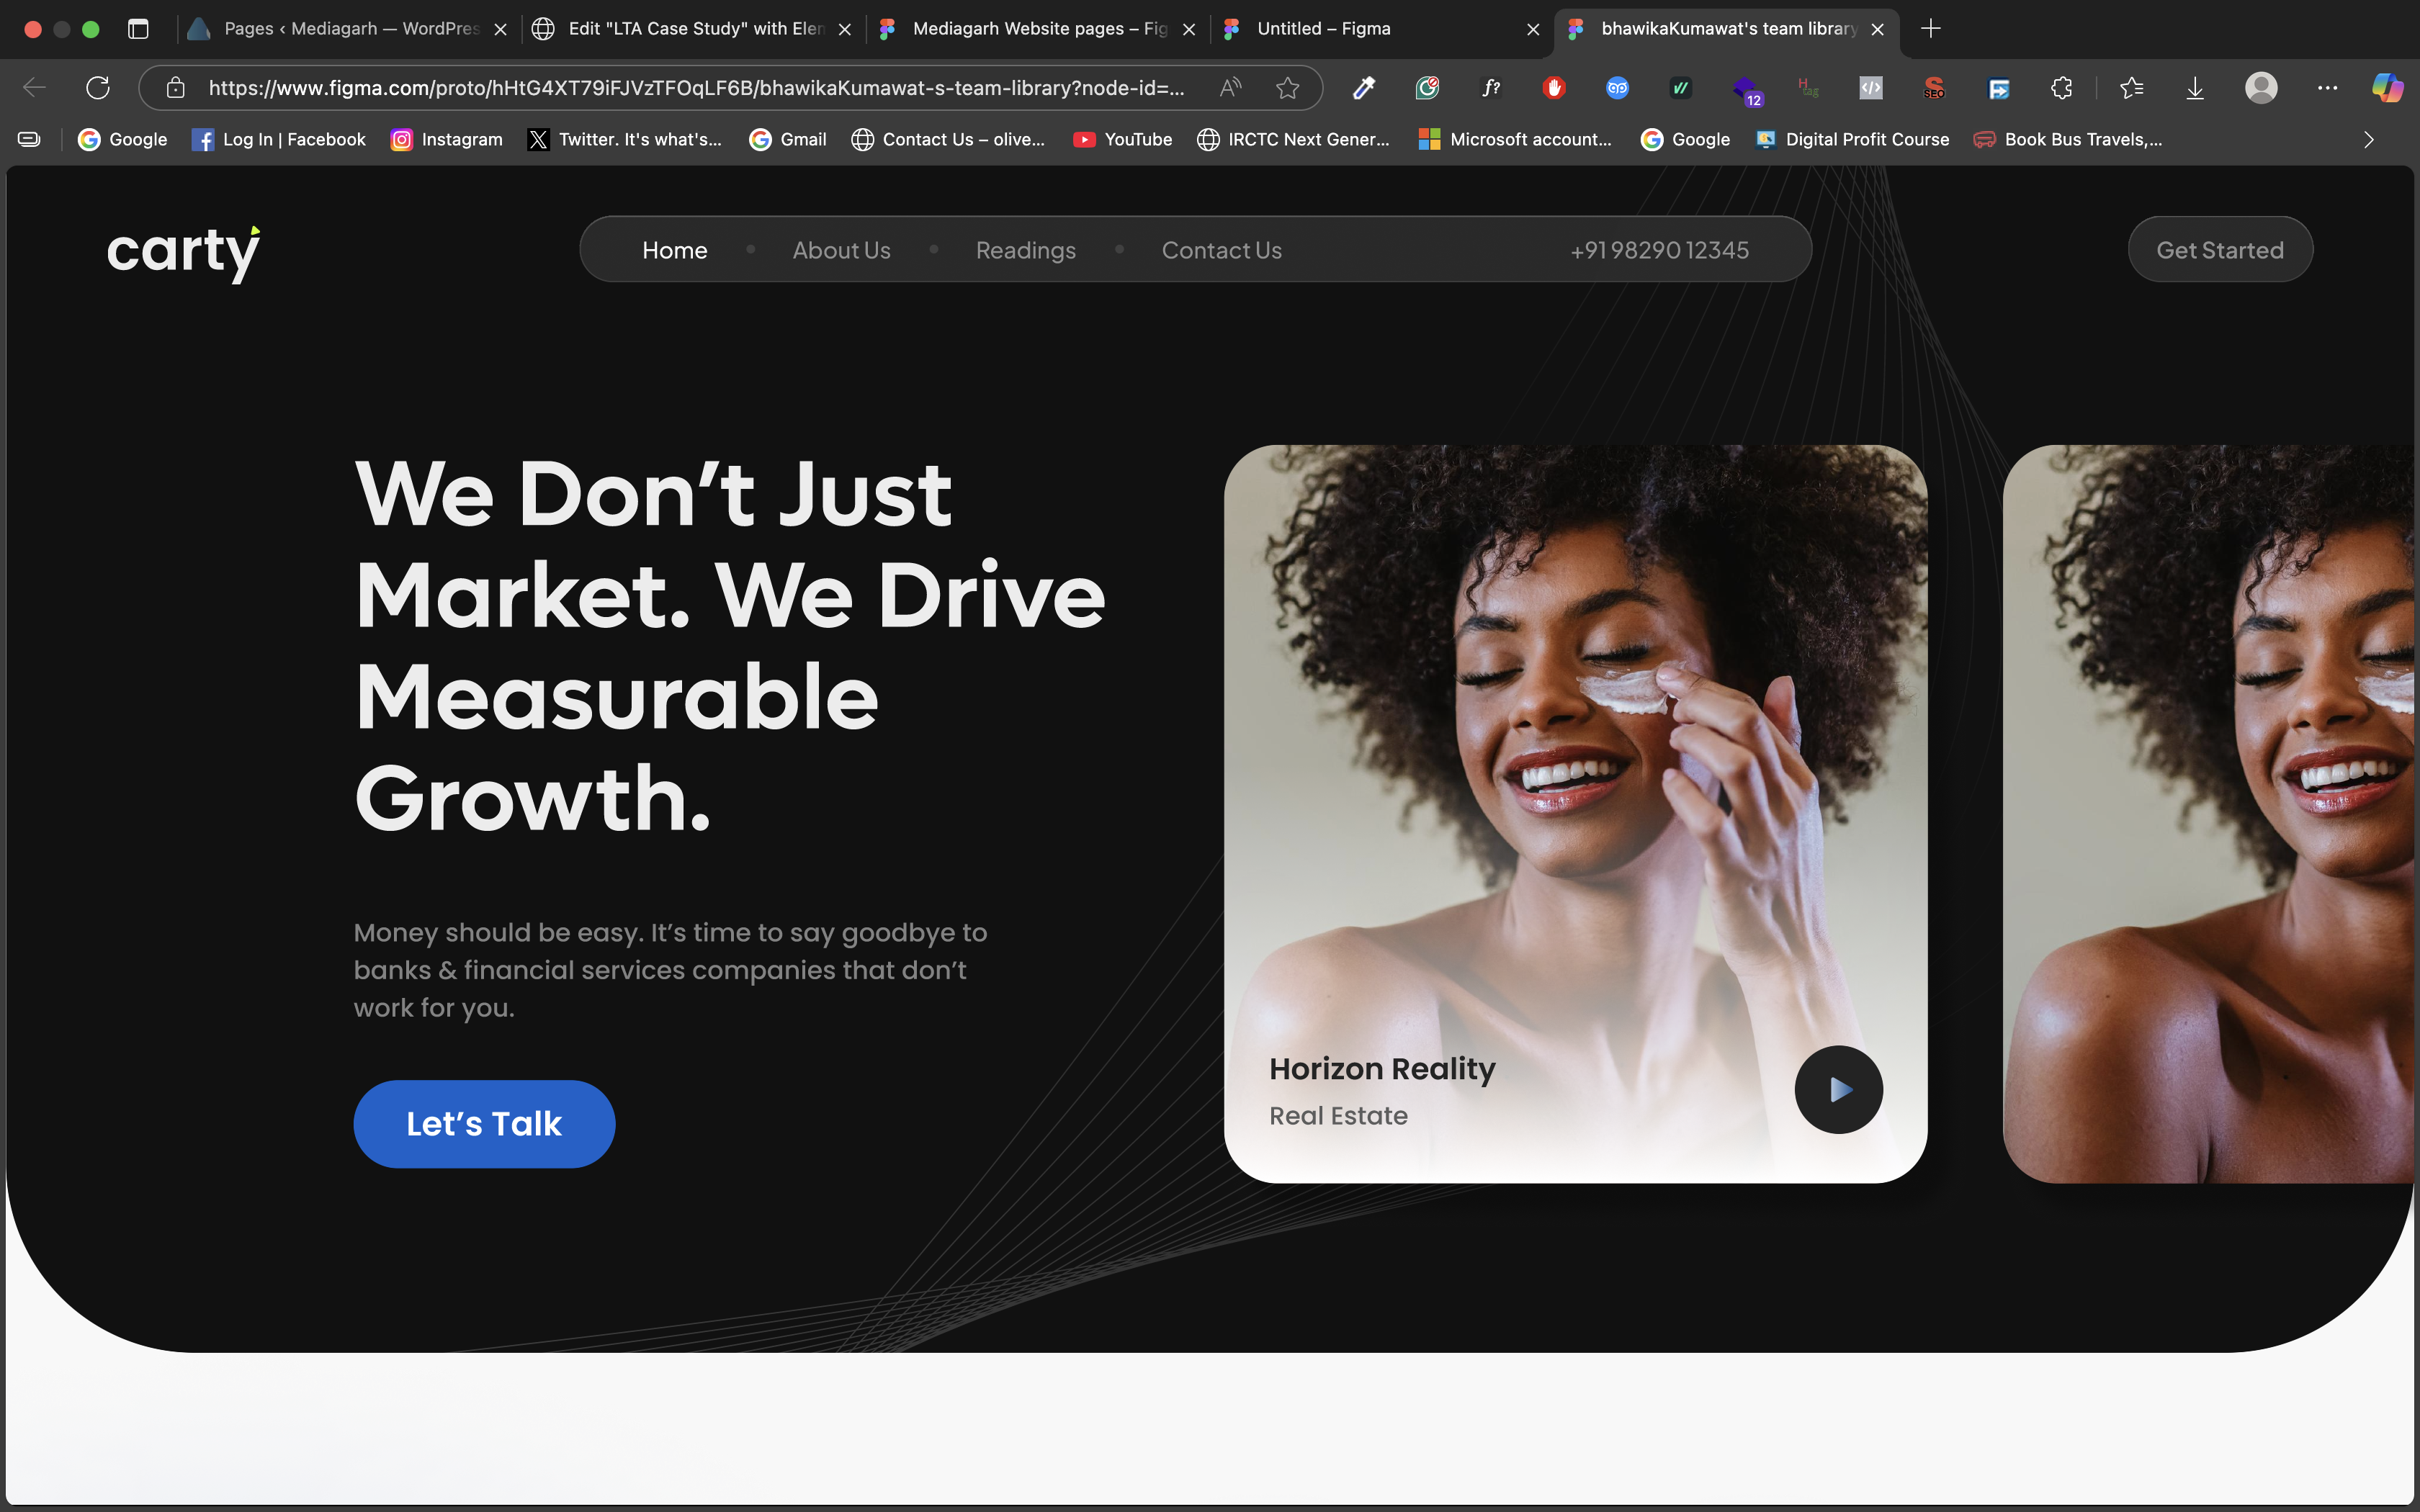 Pages ‹ Mediagarh — WordPres
Edit "LTA Case Study" with Elen
Mediagarh Website pages – Fig
Untitled – Figma
bhawikaKumawat's team library
https://www.figma.com/proto/hHtG4XT79iFJVzTFOqLF6B/bhawikaKumawat-s-team-library?node-id=...
12
Google
Log In | Facebook
Instagram
Twitter. It's what's...
Gmail
Contact Us – olive...
YouTube
IRCTC Next Gener...
Microsoft account...
Google
Digital Profit Course
Book Bus Travels,...
carty
Home
About Us
Readings
Contact Us
+91 98290 12345
Get Started
We Don’t Just
Market. We Drive
Measurable
Growth.
Money should be easy. It’s time to say goodbye to
banks & financial services companies that don’t
work for you.
Let’s Talk
Horizon Reality
Real Estate